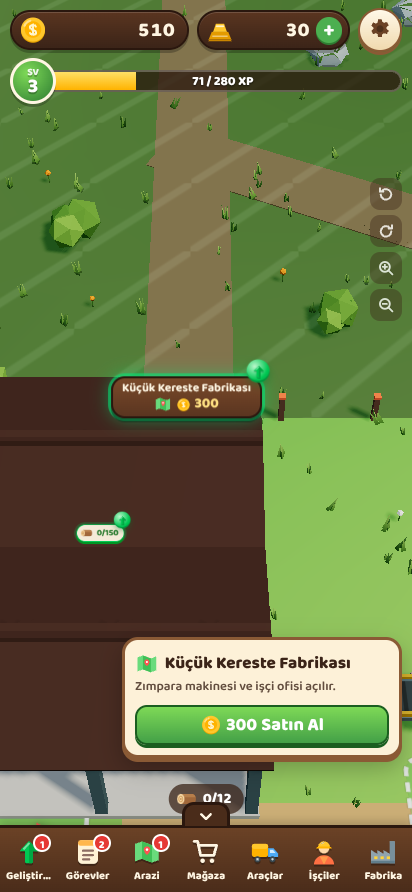 510
30
SV
3
71 / 280 XP
Küçük Kereste Fabrikası
300
0/150
Küçük Kereste Fabrikası
Zımpara makinesi ve işçi ofisi açılır.
300 Satın Al
0/12
1
2
1
Geliştir...
Görevler
Arazi
Mağaza
Araçlar
İşçiler
Fabrika